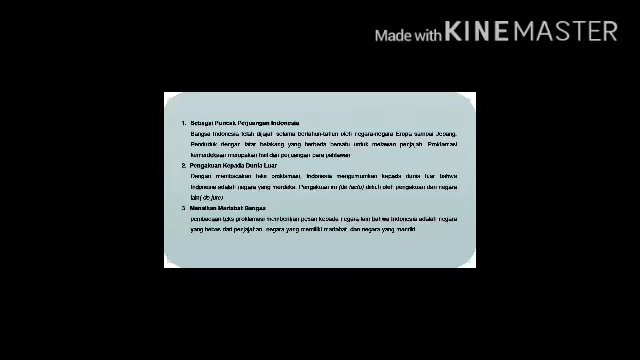 Made with KINEMASTER
1. Sebagai Puncak Perjuangan Indonesia
Bangsa Indonesia telah dijajah selama bertahun-tahun oleh negara-negara Eropa sampai Jepang.
Penduduk dengan latar belakang yang berbeda bersatu untuk melawan penjajah. Proklamasi
kemerdekaan merupakan hasil dari perjuangan para pahlawan
2. Pengakuan Kepada Dunia Luar
Dengan membacakan teks proklamasi, Indonesia mengumumkan kepada dunia luar bahwa
Indonesia adalah negara yang merdeka. Pengakuan ini (de facto) diikuti oleh pengakuan dari negara
lain( de jure)
3 Menaikan Martabat Bangsa
pembacaan teks proklamasi memberikan pesan kepada negara lain bahwa Indonesia adalah negara
yang bebas dari penjajahan, negara yang memiliki martabat, dan negara yang mandiri